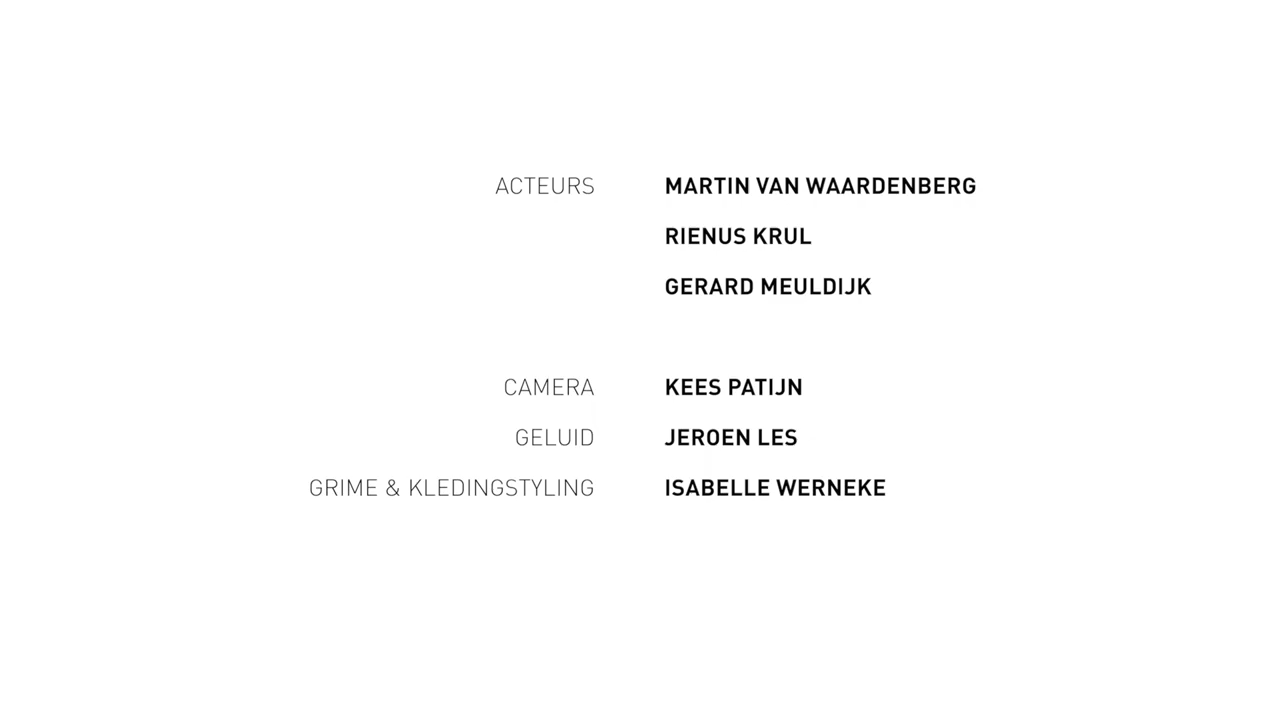 ACTEURS MARTIN VAN WAARDENBERG
RIENUS KRUL
GERARD MEULDIJK
CAMERA KEES PATIJN
GELUID JEROEN LES
GRIME & KLEDINGSTYLING ISABELLE WERNEKE